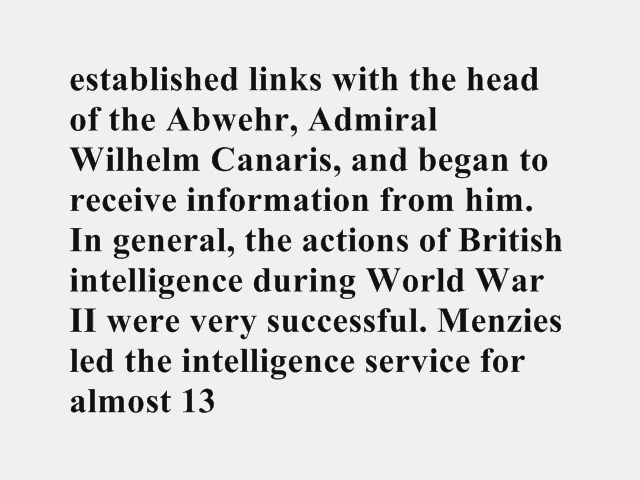 established links with the head
of the Abwehr, Admiral
Wilhelm Canaris, and began to
receive information from him.
In general, the actions of British
intelligence during World War
II were very successful. Menzies
led the intelligence service for
almost 13